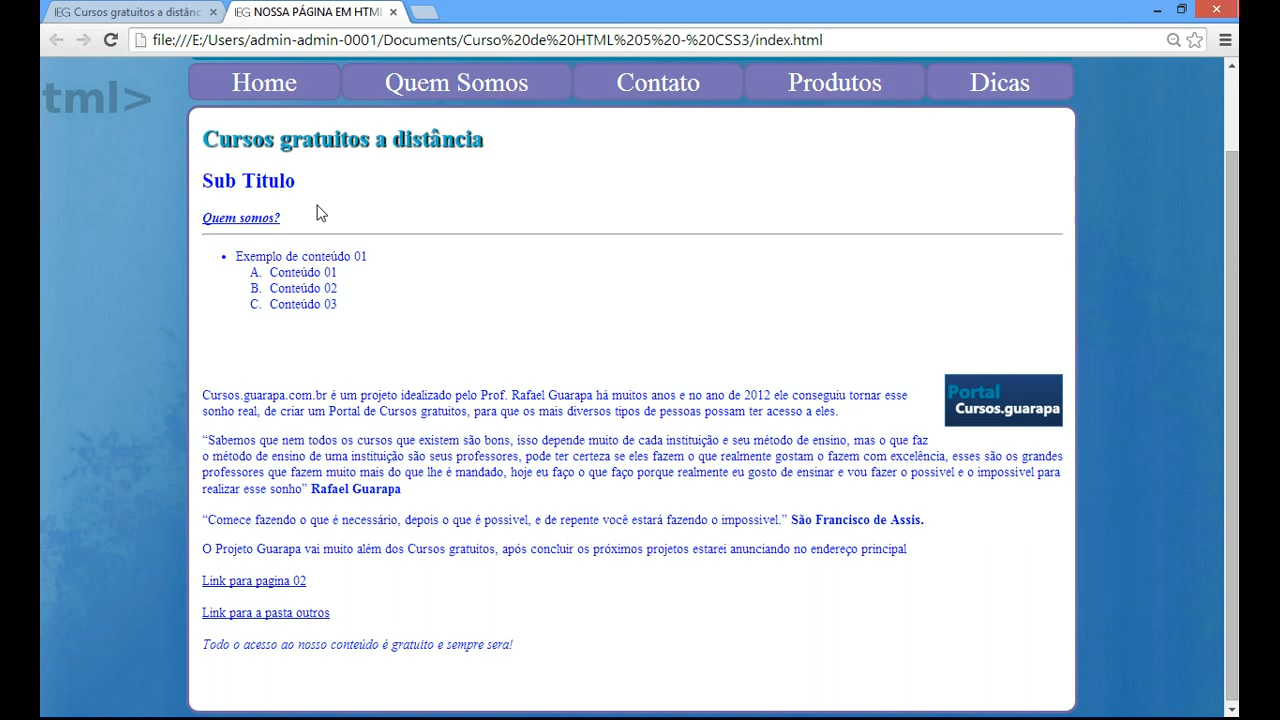 IEG Cursos gratuitos a distânc
IEG NOSSA PÁGINA EM HTML
file:///E:/Users/admin-admin-0001/Documents/Curso%20de%20HTML%205%20-%20CSS3/index.html
tml>
Home Quem Somos Contato Produtos Dicas
Cursos gratuitos a distância
Sub Titulo
Quem somos?
Exemplo de conteúdo 01
A. Conteúdo 01
B. Conteúdo 02
C. Conteúdo 03
Portal
Cursos.guarapa
Cursos.guarapa.com.br é um projeto idealizado pelo Prof. Rafael Guarapa há muitos anos e no ano de 2012 ele conseguiu tornar esse
sonho real, de criar um Portal de Cursos gratuitos, para que os mais diversos tipos de pessoas possam ter acesso a eles.
“Sabemos que nem todos os cursos que existem são bons, isso depende muito de cada instituição e seu método de ensino, mas o que faz
o método de ensino de uma instituição são seus professores, pode ter certeza se eles fazem o que realmente gostam o fazem com excelência, esses são os grandes
professores que fazem muito mais do que lhe é mandado, hoje eu faço o que faço porque realmente eu gosto de ensinar e vou fazer o possivel e o impossivel para
realizar esse sonho” Rafael Guarapa
“Comece fazendo o que é necessário, depois o que é possivel, e de repente você estará fazendo o impossivel.” São Francisco de Assis.
O Projeto Guarapa vai muito além dos Cursos gratuitos, após concluir os próximos projetos estarei anunciando no endereço principal
Link para pagina 02
Link para a pasta outros
Todo o acesso ao nosso conteúdo é gratuito e sempre sera!